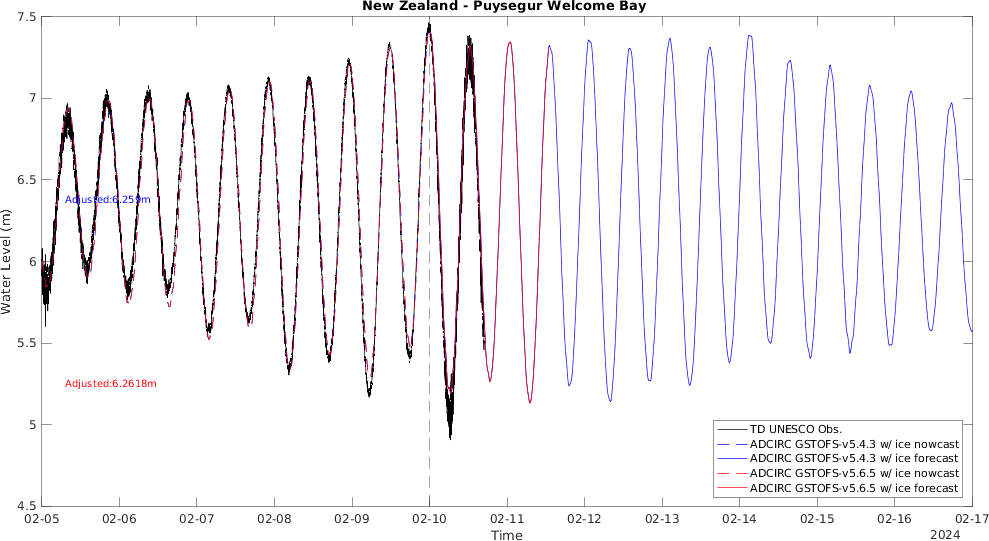 New Zealand - Puysegur Welcome Bay
7.5
7
6.5
6
5.5
5
4.5
Water Level (m)
Adjusted:6.259m
Adjusted:6.2618m
TD UNESCO Obs.
ADCIRC GSTOFS-v5.4.3 w/ ice nowcast
ADCIRC GSTOFS-v5.4.3 w/ ice forecast
ADCIRC GSTOFS-v5.6.5 w/ ice nowcast
ADCIRC GSTOFS-v5.6.5 w/ ice forecast
02-05 02-06 02-07 02-08 02-09 02-10 02-11 02-12 02-13 02-14 02-15 02-16 02-17
Time
2024